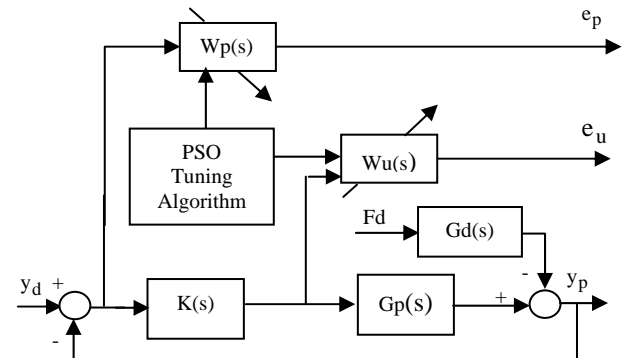 e_p
Wp(s)
e_u
PSO
Tuning
Algorithm
Wu(s)
Fd
Gd(s)
y_d +
-
K(s)
Gp(s)
+
-
y_p